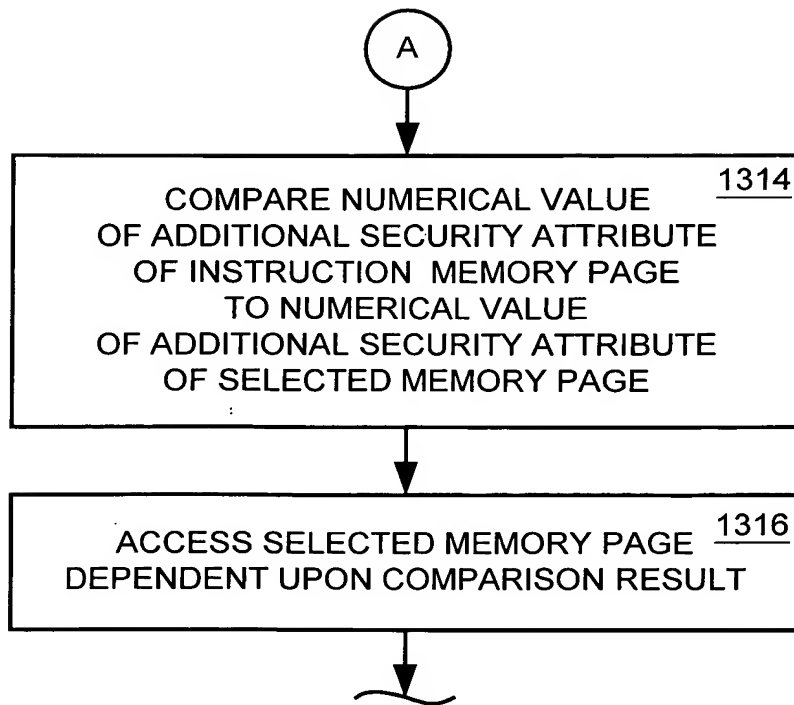 A
1314
COMPARE NUMERICAL VALUE
OF ADDITIONAL SECURITY ATTRIBUTE
OF INSTRUCTION MEMORY PAGE
TO NUMERICAL VALUE
OF ADDITIONAL SECURITY ATTRIBUTE
OF SELECTED MEMORY PAGE
1316
ACCESS SELECTED MEMORY PAGE
DEPENDENT UPON COMPARISON RESULT